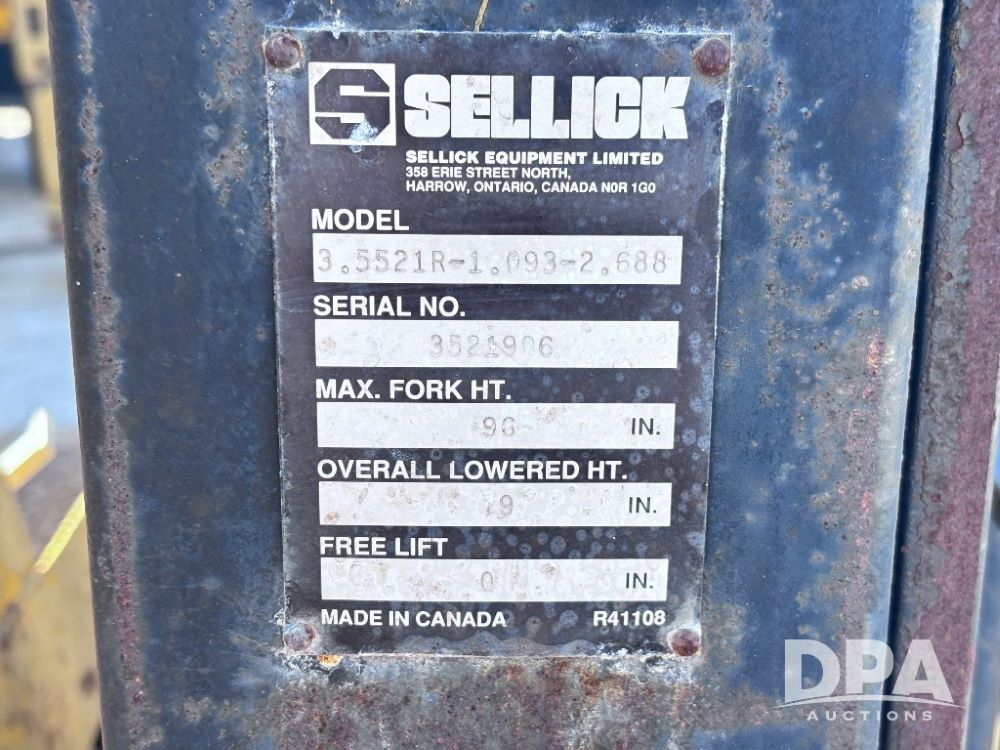 S SELLICK
SELLICK EQUIPMENT LIMITED
358 ERIE STREET NORTH,
HARROW, ONTARIO, CANADA N0R 1G0
MODEL
3.5521R-1.093-2.688
SERIAL NO.
3521906
MAX. FORK HT.
96 IN.
OVERALL LOWERED HT.
IN.
FREE LIFT
0 IN.
MADE IN CANADA R41108
DPA
AUCTIONS